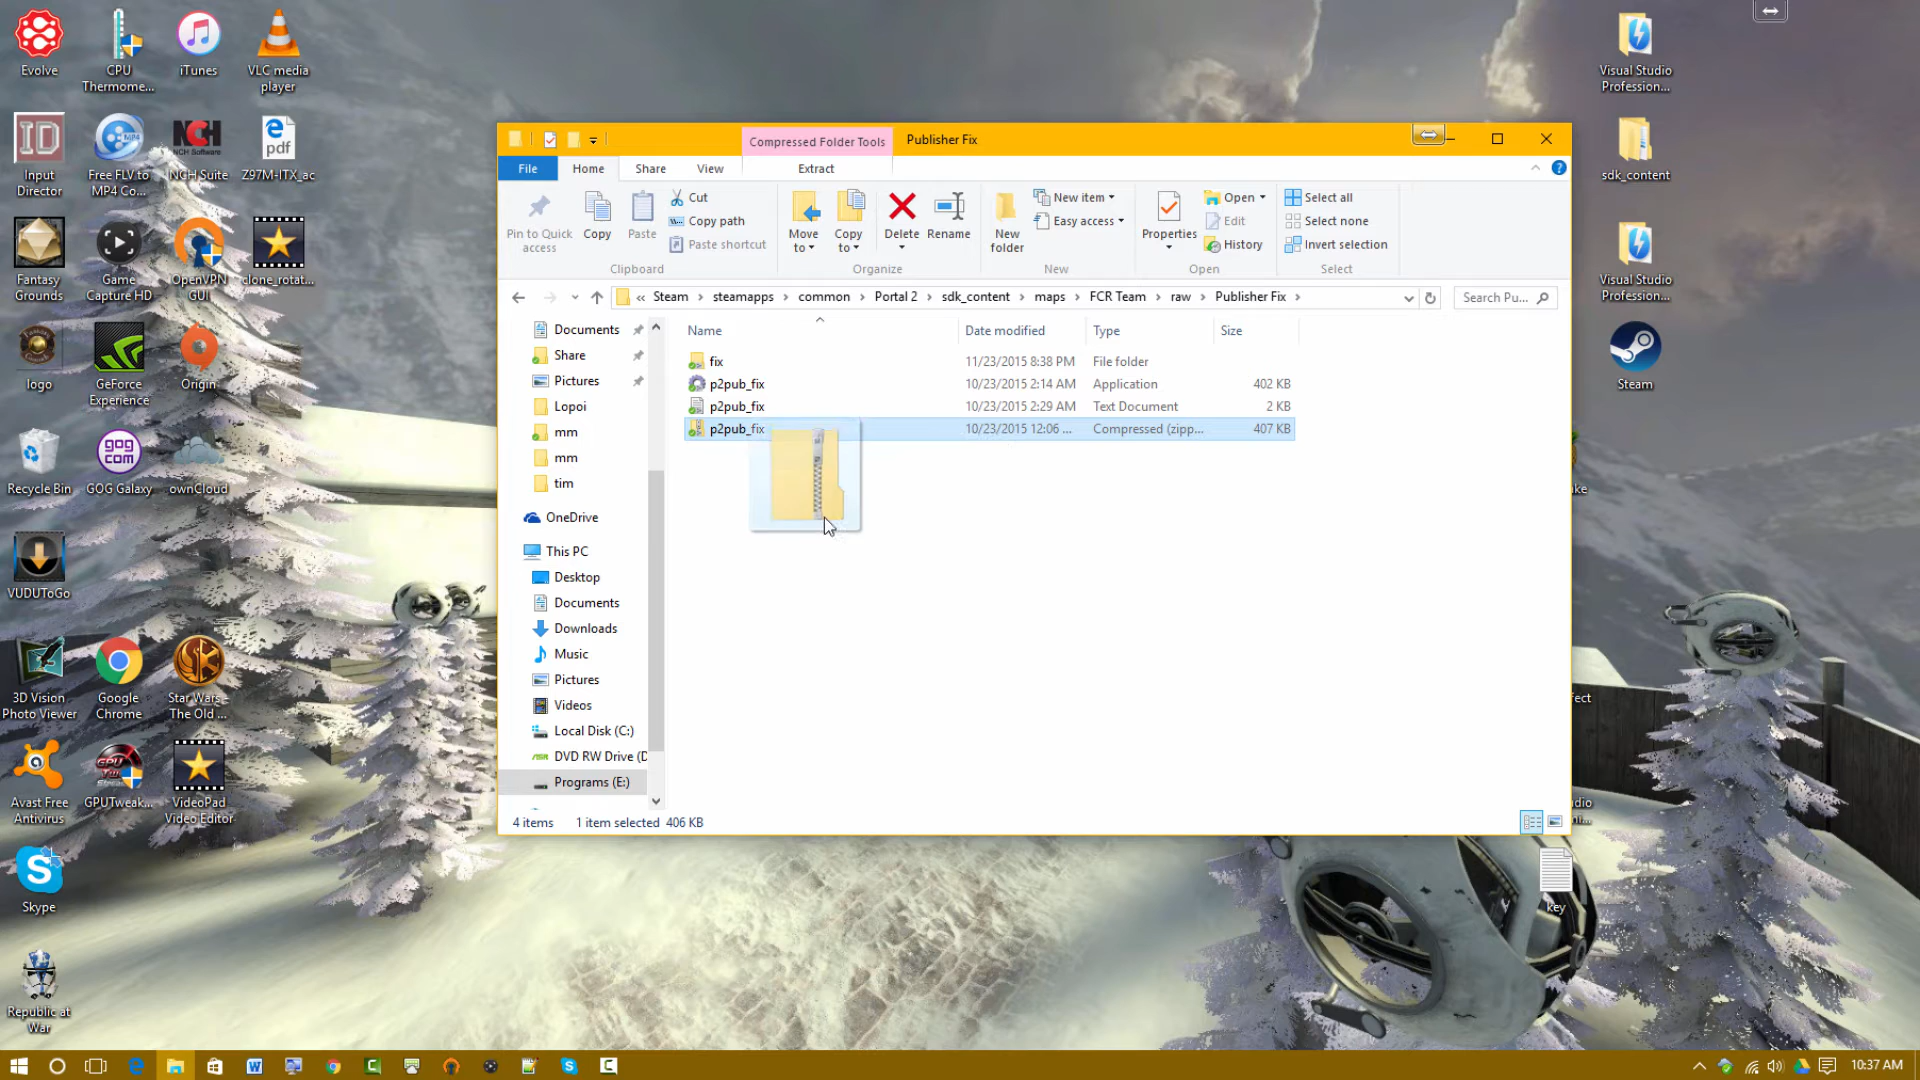 Evolve
CPU
Thermome...
iTunes
VLC media
player
Input
Director
Free FLV to
MP4 Co...
NCH Suite
Z97M-ITX_ac
Fantasy
Grounds
Game
Capture HD
OpenVPN
GUI
clone_rotat...
logo
GeForce
Experience
Origin
Recycle Bin
GOG Galaxy
ownCloud
VUDUToGo
3D Vision
Photo Viewer
Google
Chrome
Star Wars -
The Old ...
Avast Free
Antivirus
GPUTweak...
VideoPad
Video Editor
Skype
Republic at
War
Compressed Folder Tools
Publisher Fix
File
Home
Share
View
Extract
Pin to Quick
access
Copy
Paste
Cut
Copy path
Paste shortcut
Clipboard
Move
to
Copy
to
Delete
Rename
Organize
New
folder
New item
Easy access
New
Properties
Open
Edit
History
Open
Select all
Select none
Invert selection
Select
« Steam > steamapps > common > Portal 2 > sdk_content > maps > FCR Team > raw > Publisher Fix >
Search Pu...
Documents
Share
Pictures
Lopoi
mm
mm
tim
OneDrive
This PC
Desktop
Documents
Downloads
Music
Pictures
Videos
Local Disk (C:)
DVD RW Drive (D
Programs (E:)
Name Date modified Type Size
fix 11/23/2015 8:38 PM File folder
p2pub_fix 10/23/2015 2:14 AM Application 402 KB
p2pub_fix 10/23/2015 2:29 AM Text Document 2 KB
p2pub_fix 10/23/2015 12:06 ... Compressed (zipp... 407 KB
4 items 1 item selected 406 KB
Visual Studio
Profession...
sdk_content
Visual Studio
Profession...
Steam
key
10:37 AM